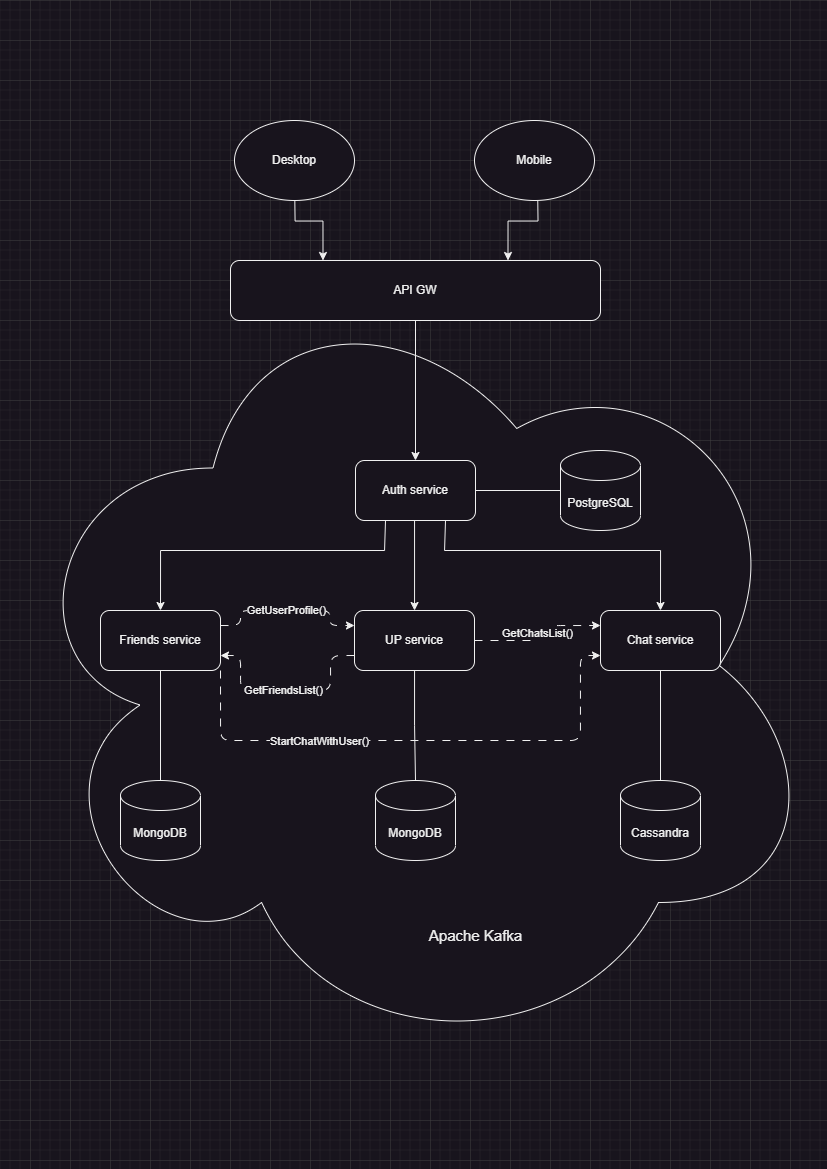 Desktop
Mobile
API GW
Auth service
PostgreSQL
GetUserProfile()
Friends service
UP service
GetChatsList()
Chat service
GetFriendsList()
StartChatWithUser()
MongoDB
MongoDB
Cassandra
Apache Kafka